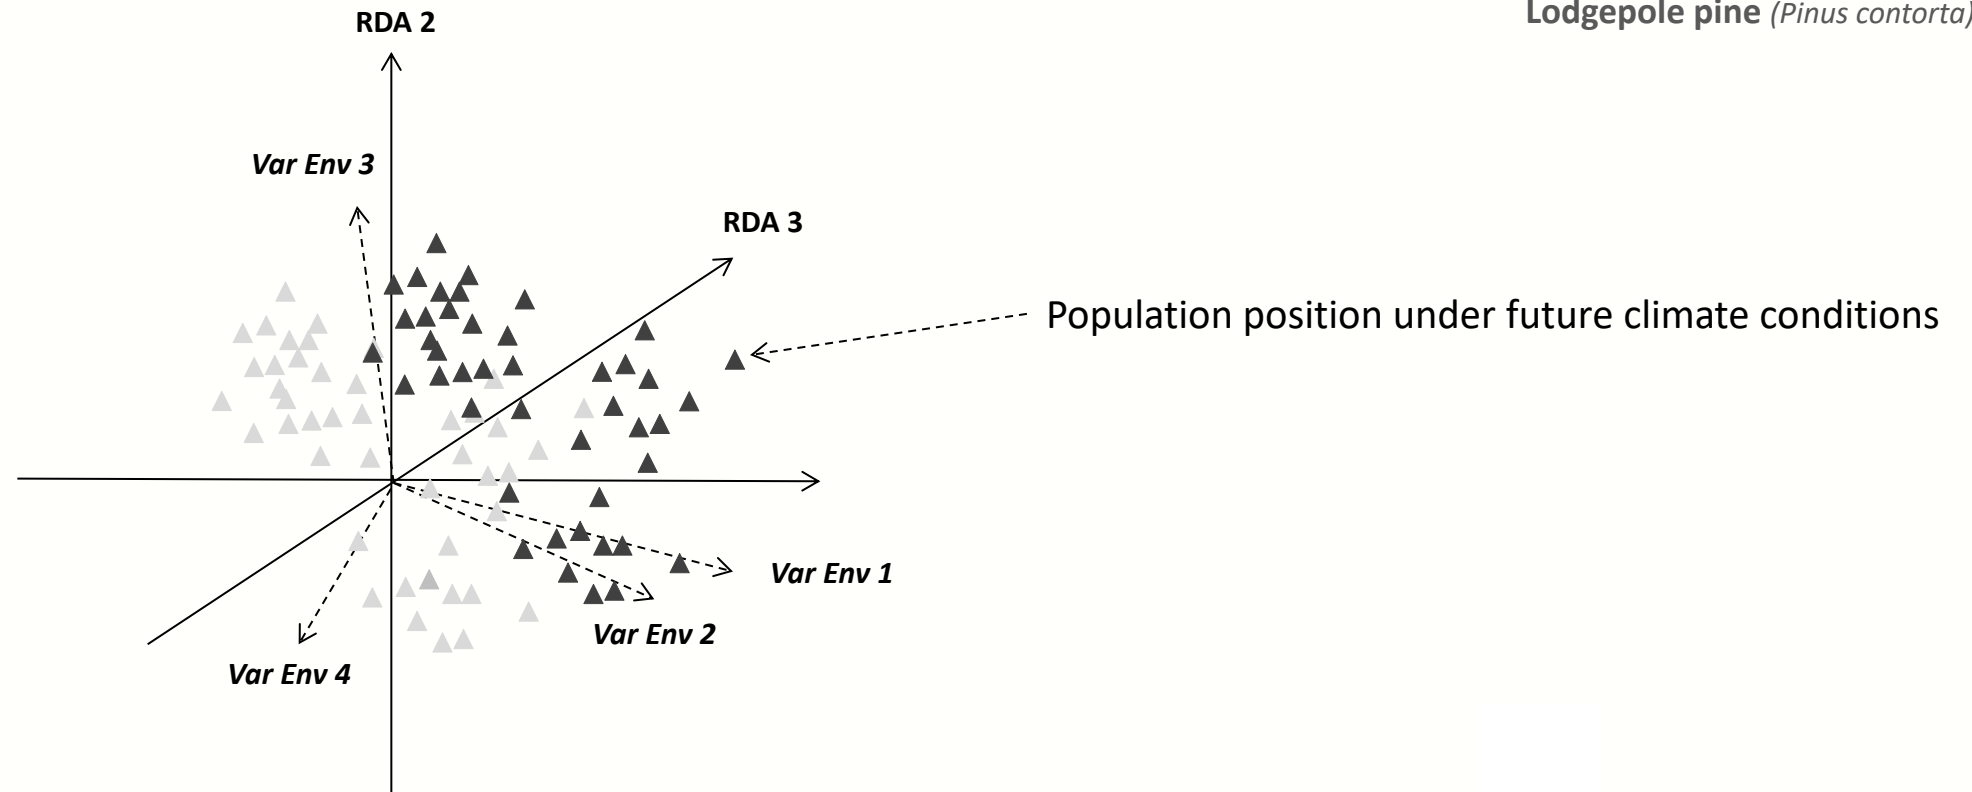 RDA 2
Lodgepole pine (Pinus contorta)
Var Env 3
RDA 3
Population position under future climate conditions
Var Env 1
Var Env 2
Var Env 4